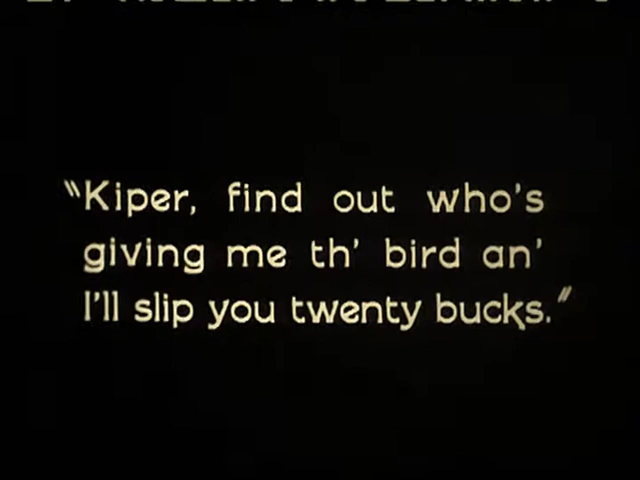 "Kiper, find out who's
giving me th' bird an'
I'll slip you twenty bucks."